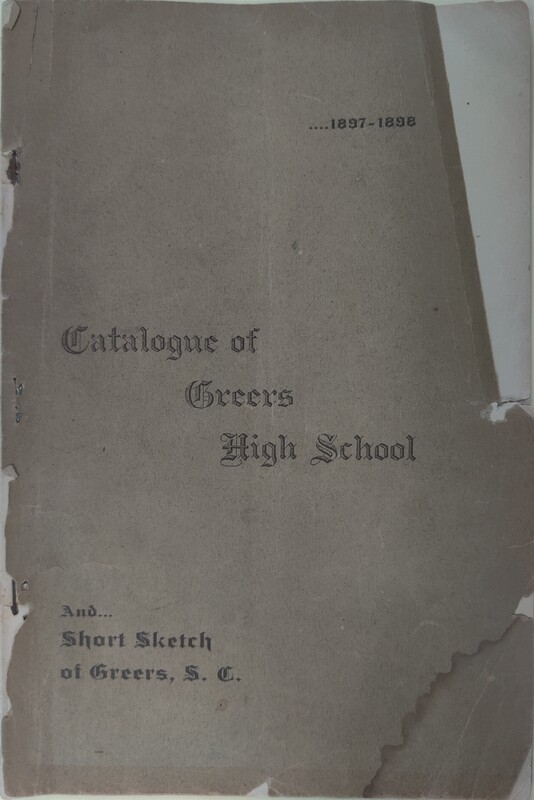 ....1897-1898
Catalogue of
Greers
High School
And...
Short Sketch
of Greers, S. C.